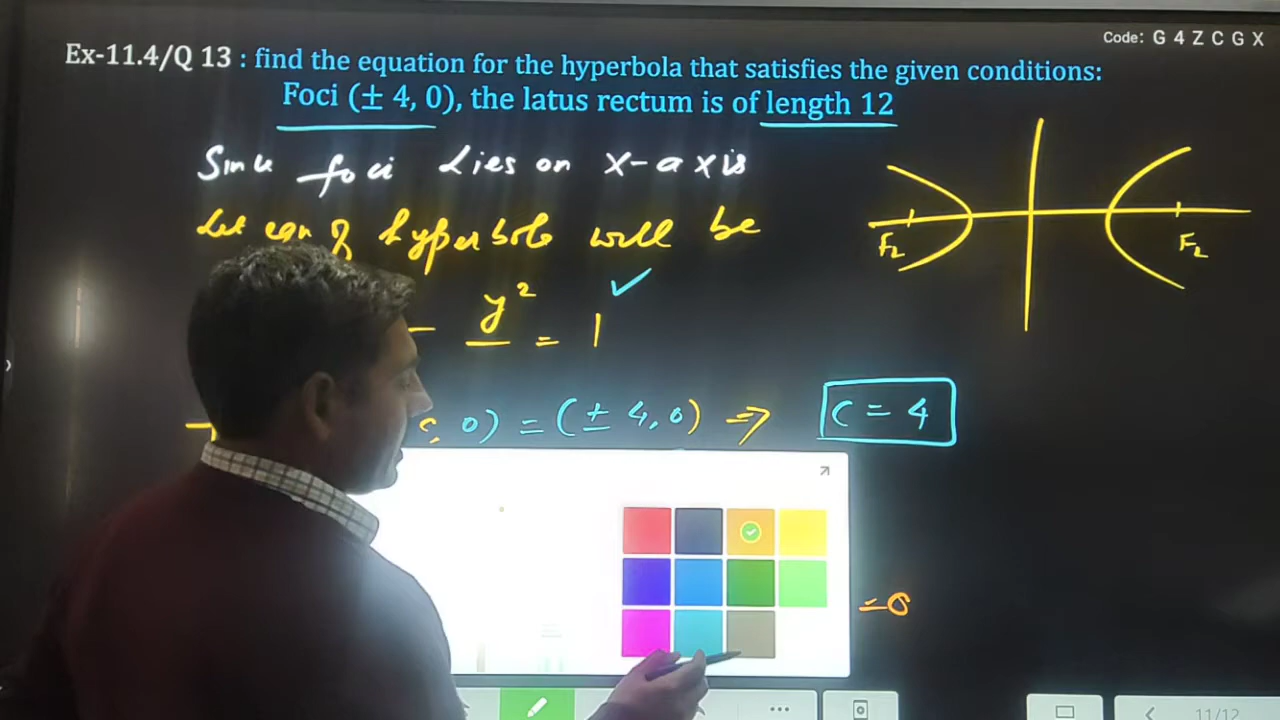 Code: G 4 Z C G X
Ex-11.4/Q 13 : find the equation for the hyperbola that satisfies the given conditions:
Foci (± 4, 0), the latus rectum is of length 12
Since foci Lies on X-axis
Let eqn of hyperbola will be
F₂
F₂
- y² = 1
c, 0) = (± 4, 0) ⇒ C = 4
= 6
11/12